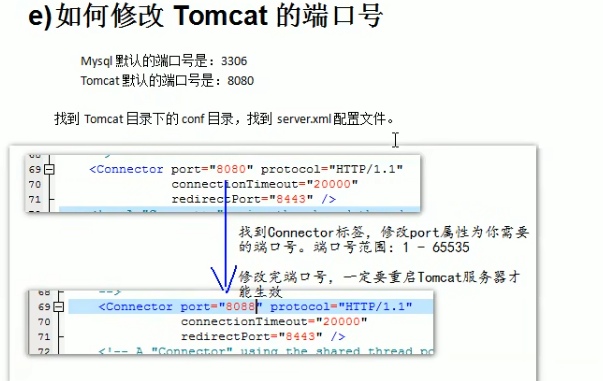 e)如何修改 Tomcat 的端口号
Mysql 默认的端口号是：3306
Tomcat 默认的端口号是：8080
找到 Tomcat 目录下的 conf 目录，找到 server.xml 配置文件。
69 <Connector port="8080" protocol="HTTP/1.1"
70 connectionTimeout="20000"
71 redirectPort="8443" />
找到Connector标签，修改port属性为你需要
的端口号。端口号范围：1 - 65535
修改完端口号，一定要重启Tomcat服务器才
能生效
68 -->
69 <Connector port="8088" protocol="HTTP/1.1"
70 connectionTimeout="20000"
71 redirectPort="8443" />
72 <!-- A "Connector" using the shared thread po